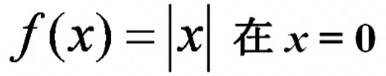 f(x) = |x| 在 x = 0